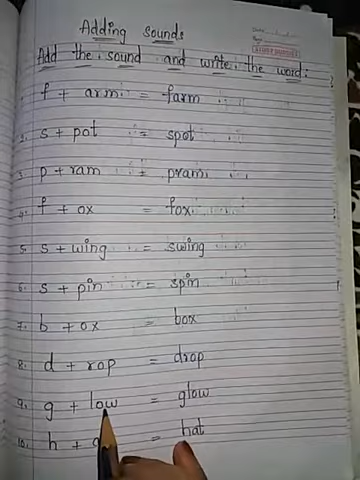 Adding sounds
Add the sound and write the word:
f + arm = farm
2. s + pot = spot
3. p + ram = pram
4. f + ox = fox
5. s + wing = swing
6. s + pin = spin
7. b + ox = box
8. d + rop = drop
9. g + low = glow
10. h + = hat